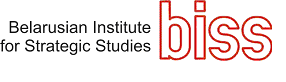 Belarusian Institute
for Strategic Studies
biss